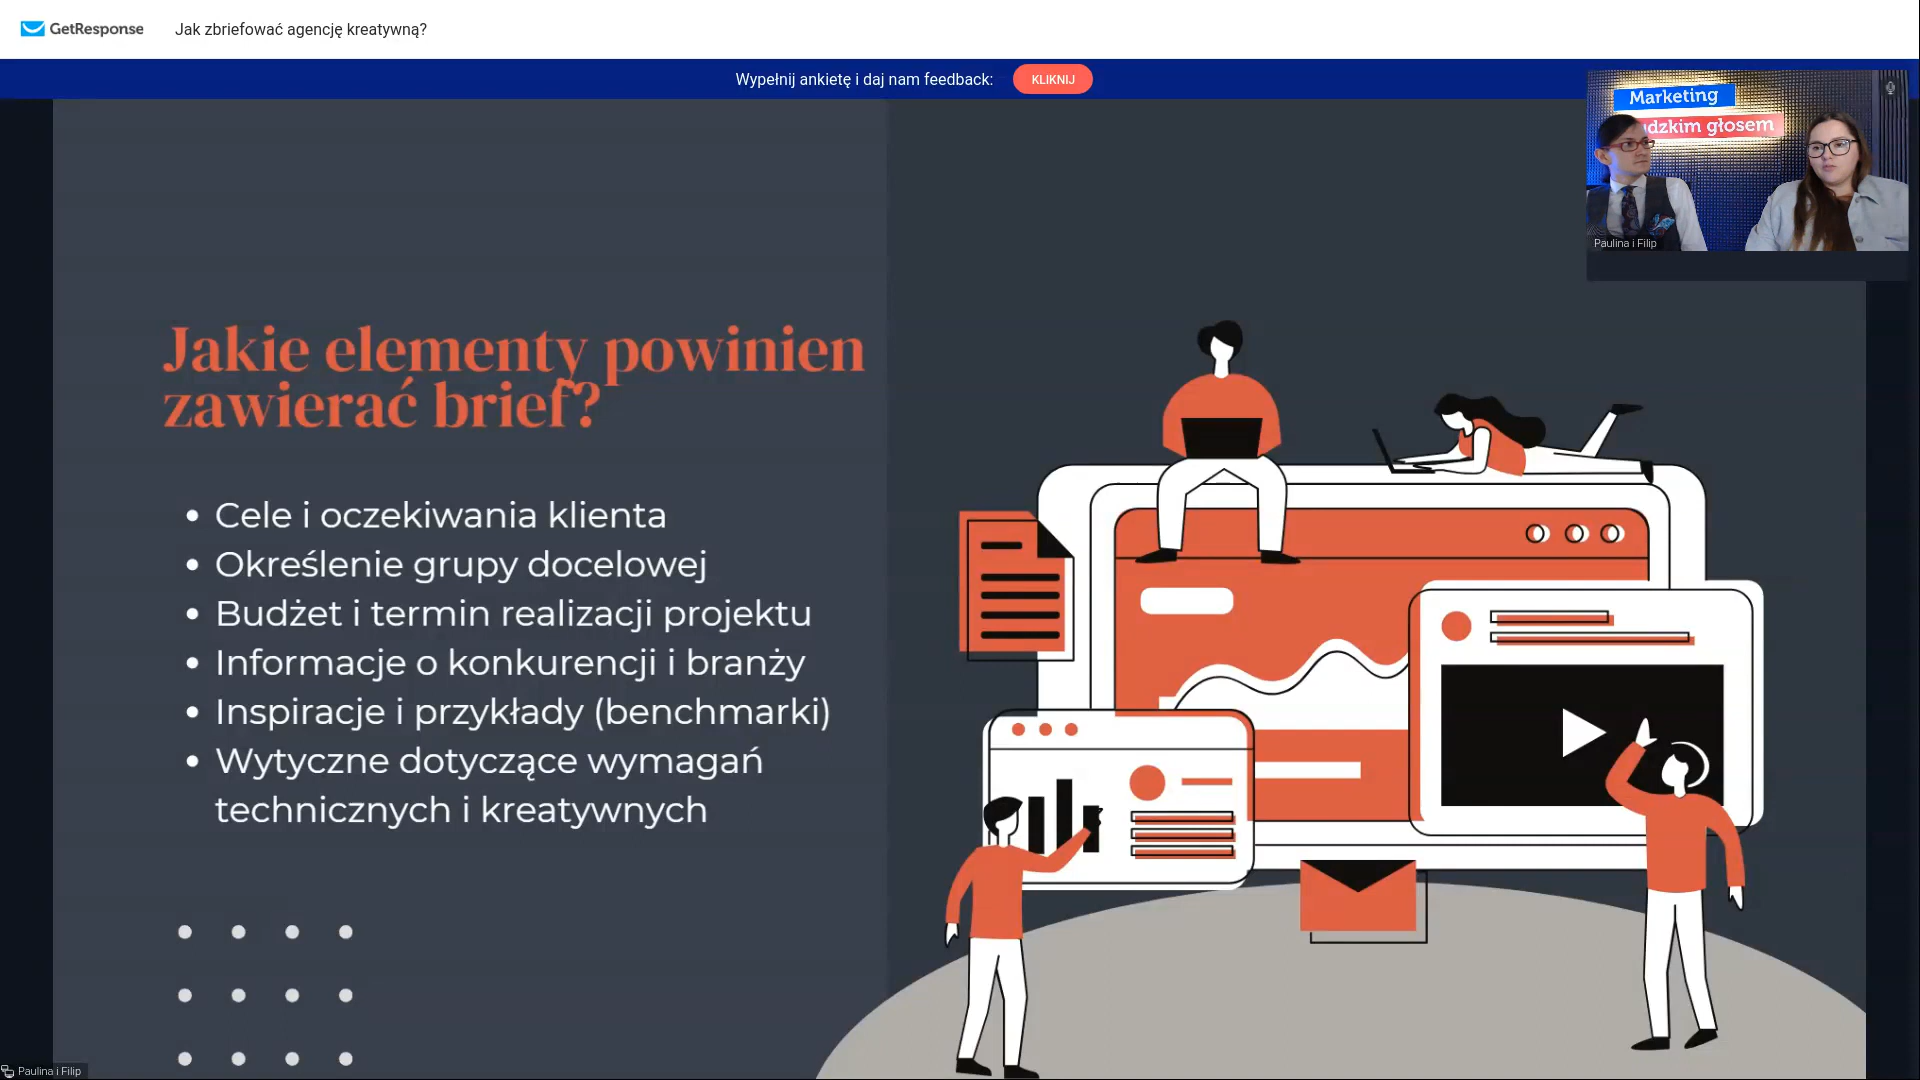 GetResponse
Jak zbriefować agencję kreatywną?
Wypełnij ankietę i daj nam feedback:
KLIKNIJ
Marketing
udzkim głosem
Paulina i Filip
Jakie elementy powinien
zawierać brief?
Cele i oczekiwania klienta
Określenie grupy docelowej
Budżet i termin realizacji projektu
Informacje o konkurencji i branży
Inspiracje i przykłady (benchmarki)
Wytyczne dotyczące wymagań
technicznych i kreatywnych
Paulina i Filip